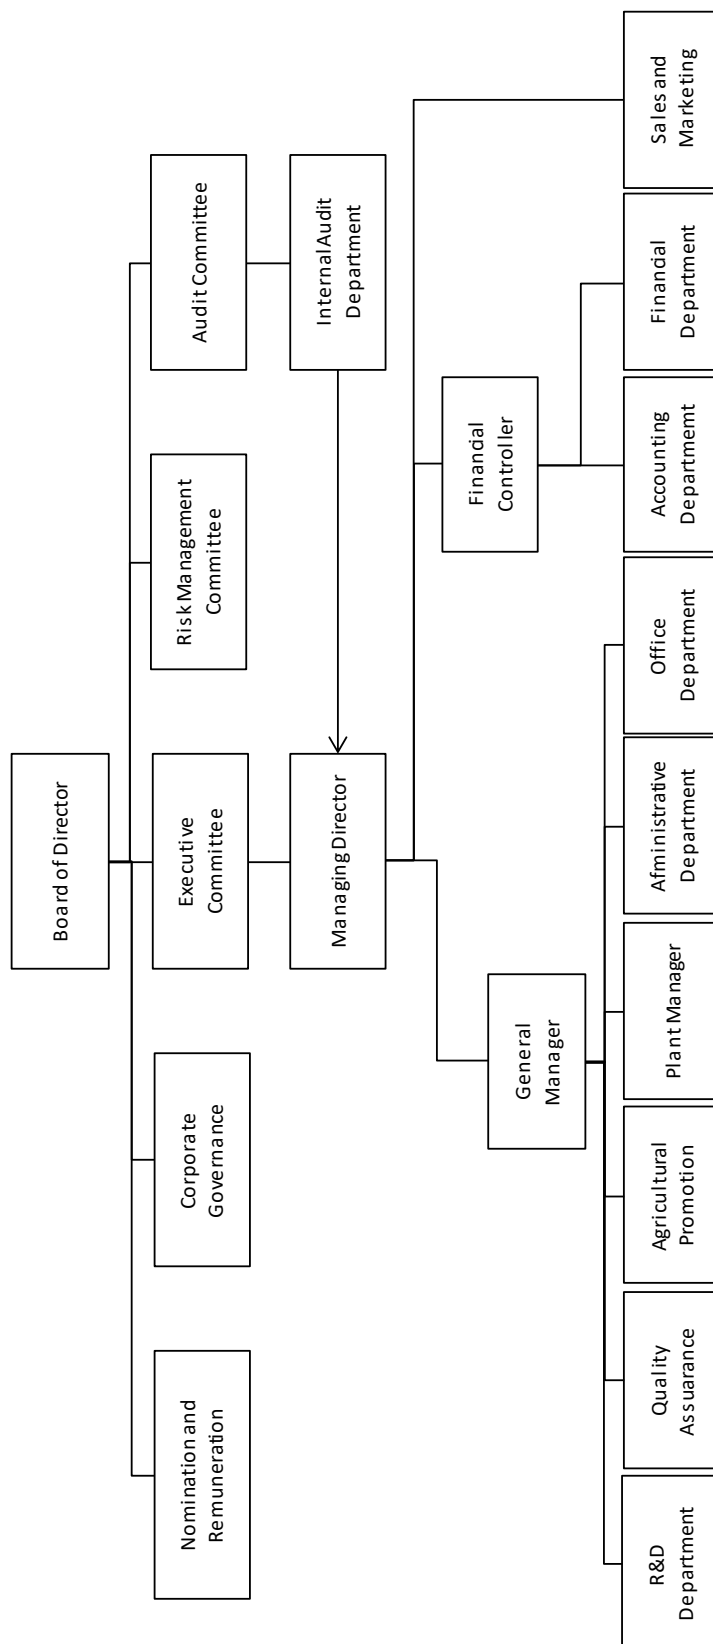 Board of Director
Nomination and
Remuneration
Corporate
Governance
Executive
Committee
Risk Management
Committee
Audit Committee
Managing Director
Internal Audit
Department
General
Manager
Financial
Controller
R&D
Department
Quality
Assuarance
Agricultural
Promotion
Plant Manager
Afministrative
Department
Office
Department
Accounting
Departmemt
Financial
Department
Sales and
Marketing